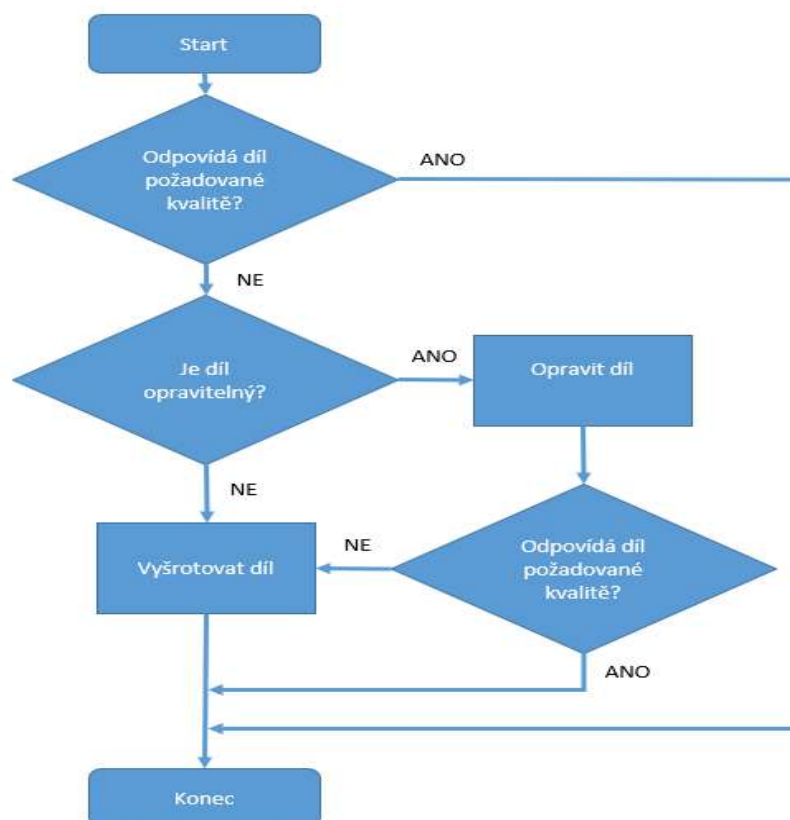 Start
Odpovídá díl
požadované
kvalitě?
ANO
NE
Je díl
opravitelný?
ANO
Opravit díl
NE
Vyšrotovat díl
NE
Odpovídá díl
požadované
kvalitě?
ANO
Konec